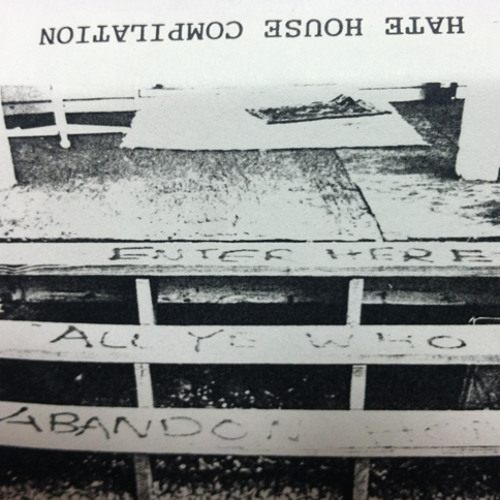 HATE HOUSE COMPILATION
ENTER HERE
ALL YE WHO
ABANDON